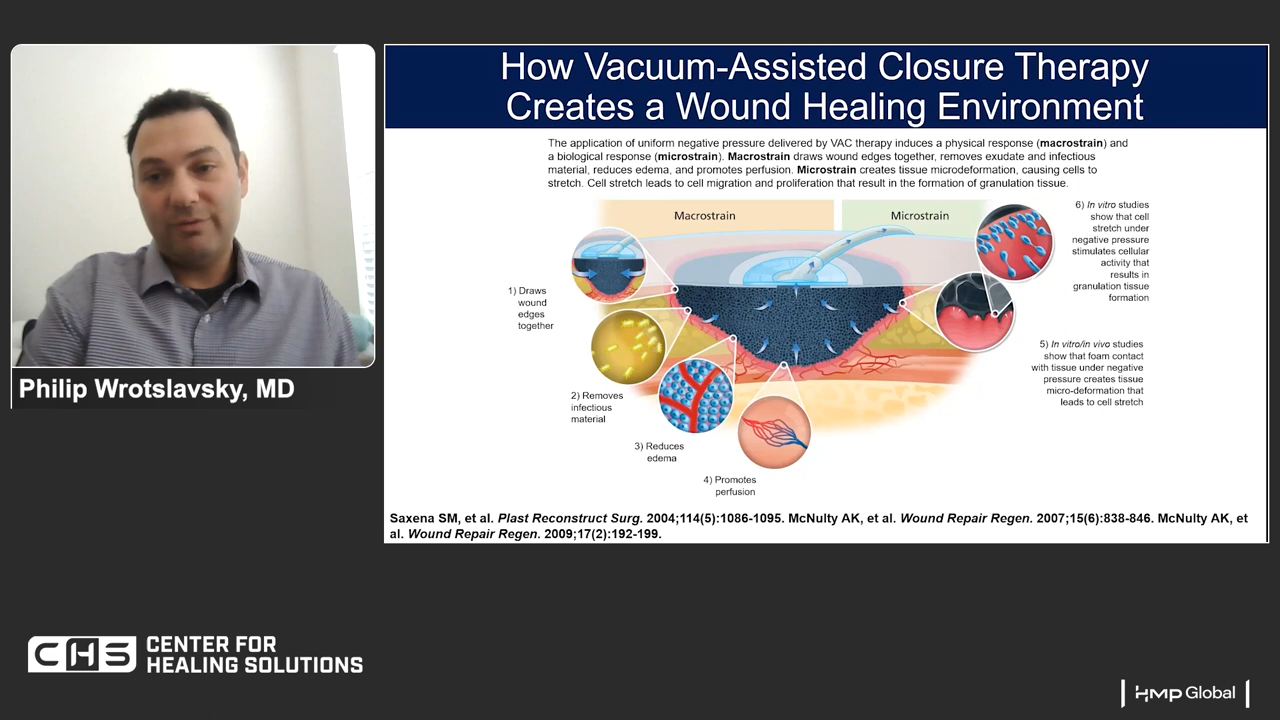 How Vacuum-Assisted Closure Therapy
Creates a Wound Healing Environment
The application of uniform negative pressure delivered by VAC therapy induces a physical response (macrostrain) and
a biological response (microstrain). Macrostrain draws wound edges together, removes exudate and infectious
material, reduces edema, and promotes perfusion. Microstrain creates tissue microdeformation, causing cells to
stretch. Cell stretch leads to cell migration and proliferation that result in the formation of granulation tissue.
Macrostrain
Microstrain
1) Draws
wound
edges
together
2) Removes
infectious
material
3) Reduces
edema
4) Promotes
perfusion
6) In vitro studies
show that cell
stretch under
negative pressure
stimulates cellular
activity that
results in
granulation tissue
formation
5) In vitro/in vivo studies
show that foam contact
with tissue under negative
pressure creates tissue
micro-deformation that
leads to cell stretch
Saxena SM, et al. Plast Reconstruct Surg. 2004;114(5):1086-1095. McNulty AK, et al. Wound Repair Regen. 2007;15(6):838-846. McNulty AK, et
al. Wound Repair Regen. 2009;17(2):192-199.
Philip Wrotslavsky, MD
CHS
CENTER FOR
HEALING SOLUTIONS
HMP Global